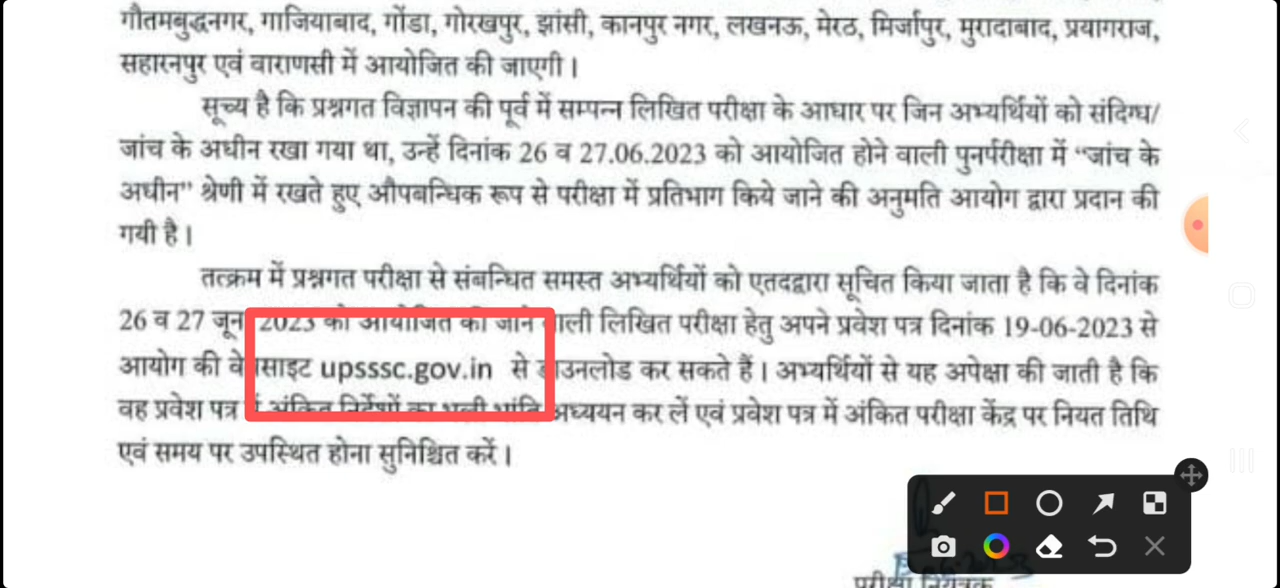 गौतमबुद्धनगर, गाजियाबाद, गोंडा, गोरखपुर, झांसी, कानपुर नगर, लखनऊ, मेरठ, मिर्जापुर, मुरादाबाद, प्रयागराज,
सहारनपुर एवं वाराणसी में आयोजित की जाएगी।
सूच्य है कि प्रश्नगत विज्ञापन की पूर्व में सम्पन्न लिखित परीक्षा के आधार पर जिन अभ्यर्थियों को संदिग्ध/
जांच के अधीन रखा गया था, उन्हें दिनांक 26 व 27.06.2023 को आयोजित होने वाली पुनर्परीक्षा में “जांच के
अधीन” श्रेणी में रखते हुए औपबन्धिक रूप से परीक्षा में प्रतिभाग किये जाने की अनुमति आयोग द्वारा प्रदान की
गयी है।
तत्क्रम में प्रश्नगत परीक्षा से संबन्धित समस्त अभ्यर्थियों को एतदद्वारा सूचित किया जाता है कि वे दिनांक
26 व 27 जून 2023 को आयोजित की जाने वाली लिखित परीक्षा हेतु अपने प्रवेश पत्र दिनांक 19-06-2023 से
आयोग की वेबसाइट upsssc.gov.in से डाउनलोड कर सकते हैं। अभ्यर्थियों से यह अपेक्षा की जाती है कि
वह प्रवेश पत्र में अंकित निर्देशों का भली भांति अध्ययन कर लें एवं प्रवेश पत्र में अंकित परीक्षा केंद्र पर नियत तिथि
एवं समय पर उपस्थित होना सुनिश्चित करें।
परीक्षा नियंत्रक